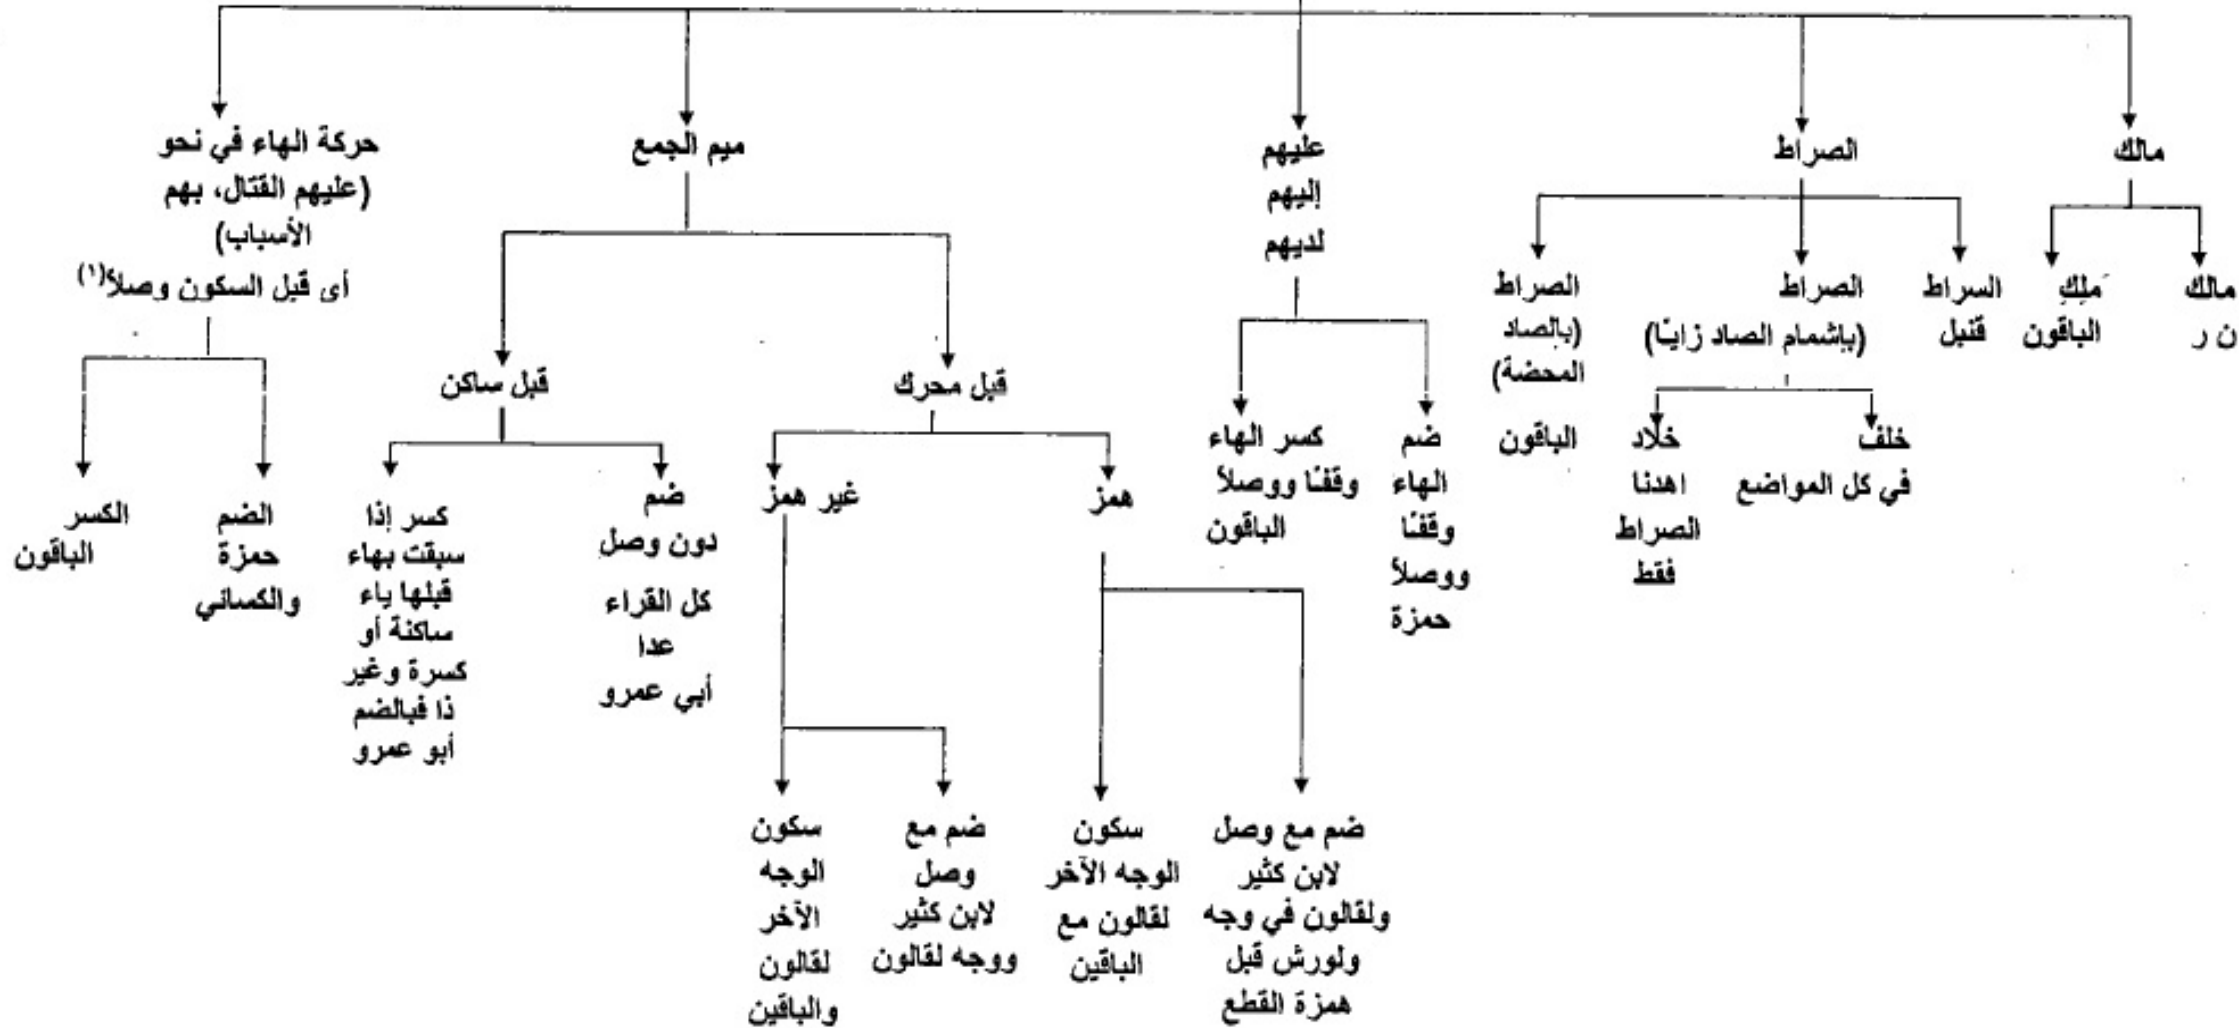 مالك
مالك
ن ر
مَلِكِ
الباقون
الصراط
السراط
قنبل
الصراط
(بإشمام الصاد زايًا)
خلف
في كل المواضع
خلاد
اهدنا
الصراط
فقط
الصراط
(بالصاد
المحضة)
الباقون
عليهم
إليهم
لديهم
ضم
الهاء
وقفًا
ووصلاً
حمزة
كسر الهاء
وقفًا ووصلاً
الباقون
ميم الجمع
قبل محرك
همز
ضم مع وصل
لابن كثير
ولقالون في وجه
ولورش قبل
همزة القطع
سكون
الوجه الآخر
لقالون مع
الباقين
غير همز
ضم مع
وصل
لابن كثير
ووجه لقالون
سكون
الوجه
الآخر
لقالون
والباقين
قبل ساكن
ضم
دون وصل
كل القراء
عدا
أبي عمرو
كسر إذا
سبقت بهاء
قبلها ياء
ساكنة أو
كسرة وغير
ذا فبالضم
أبو عمرو
حركة الهاء في نحو
(عليهم القتال، بهم
الأسباب)
أى قبل السكون وصلاً(١)
الضم
حمزة
والكسائي
الكسر
الباقون